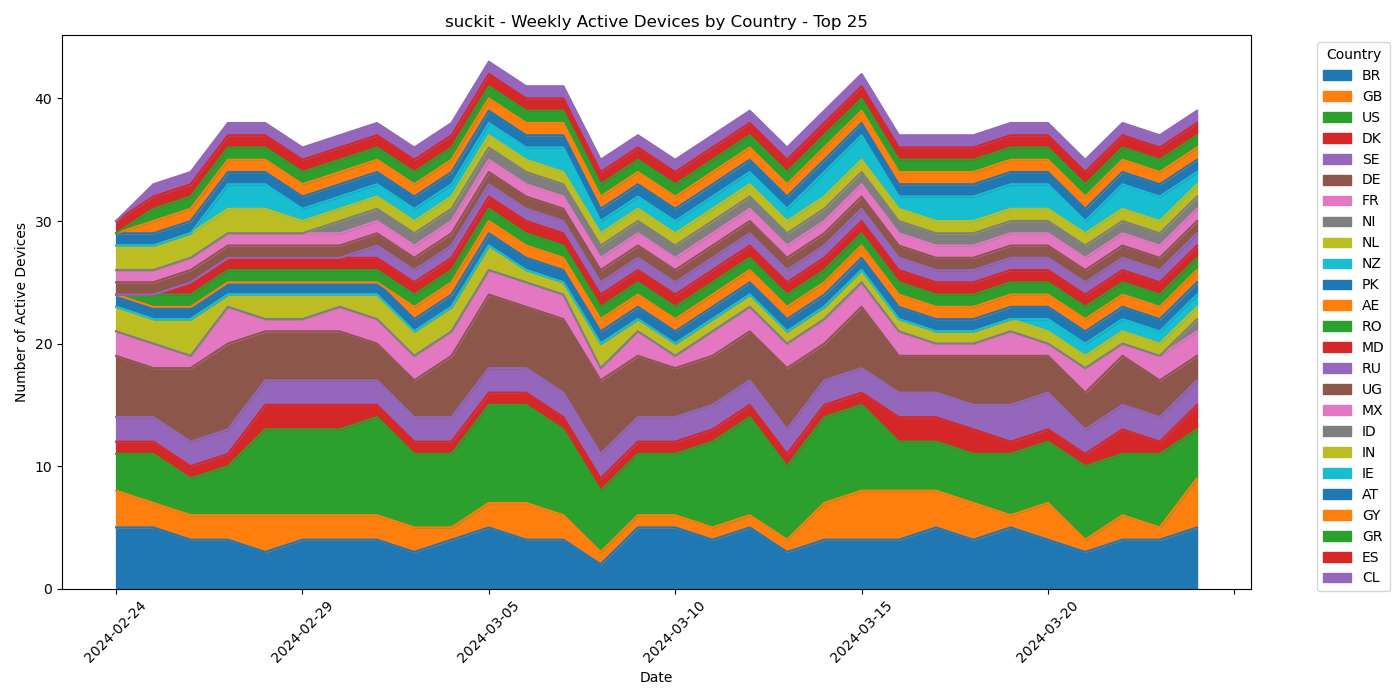 suckit - Weekly Active Devices by Country - Top 25
Number of Active Devices
40
30
20
10
0
2024-02-24
2024-02-29
2024-03-05
2024-03-10
2024-03-15
2024-03-20
Date
Country
BR
GB
US
DK
SE
DE
FR
NI
NL
NZ
PK
AE
RO
MD
RU
UG
MX
ID
IN
IE
AT
GY
GR
ES
CL